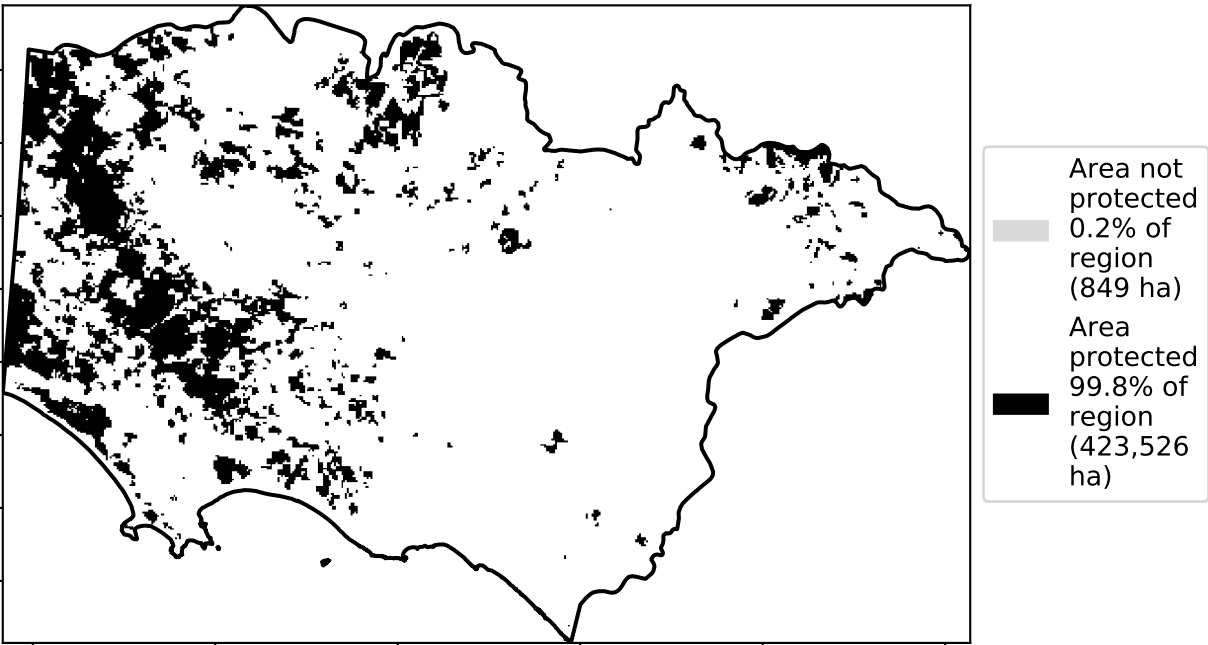 Area not
protected
0.2% of
region
(849 ha)
Area
protected
99.8% of
region
(423,526
ha)